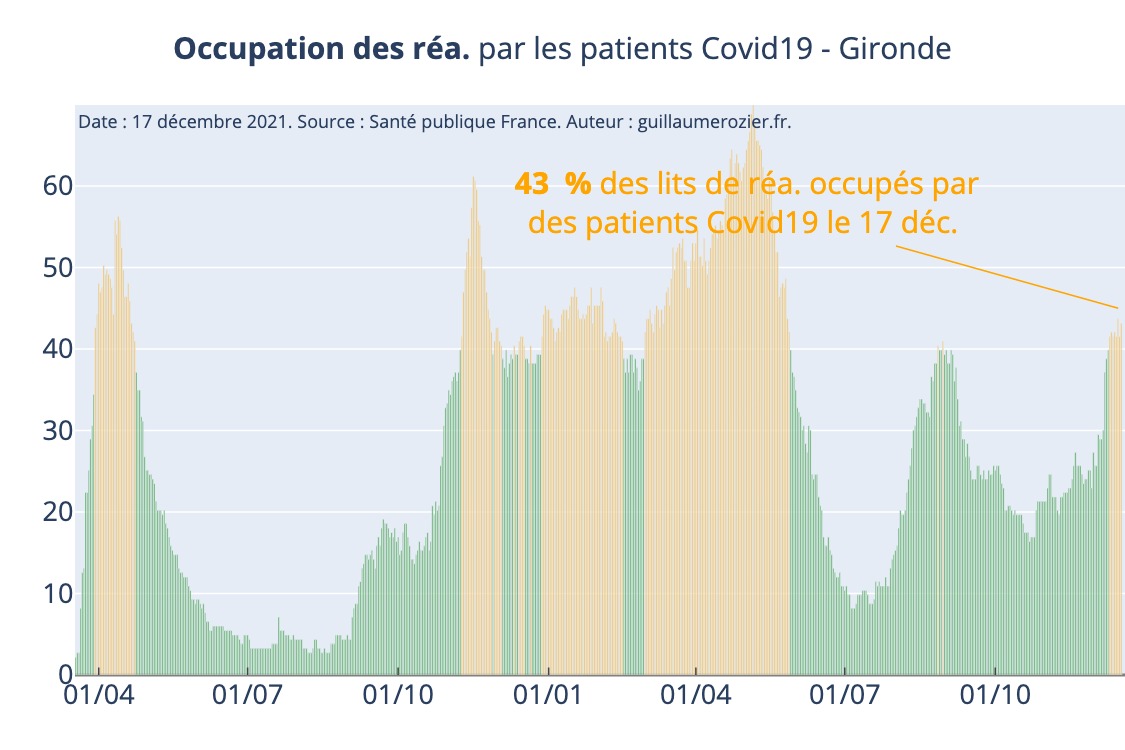 Occupation des réa. par les patients Covid19 - Gironde
Date : 17 décembre 2021. Source : Santé publique France. Auteur : guillaumerozier.fr.
43 % des lits de réa. occupés par
des patients Covid19 le 17 déc.
60
50
40
30
20
10
0
01/04 01/07 01/10 01/01 01/04 01/07 01/10